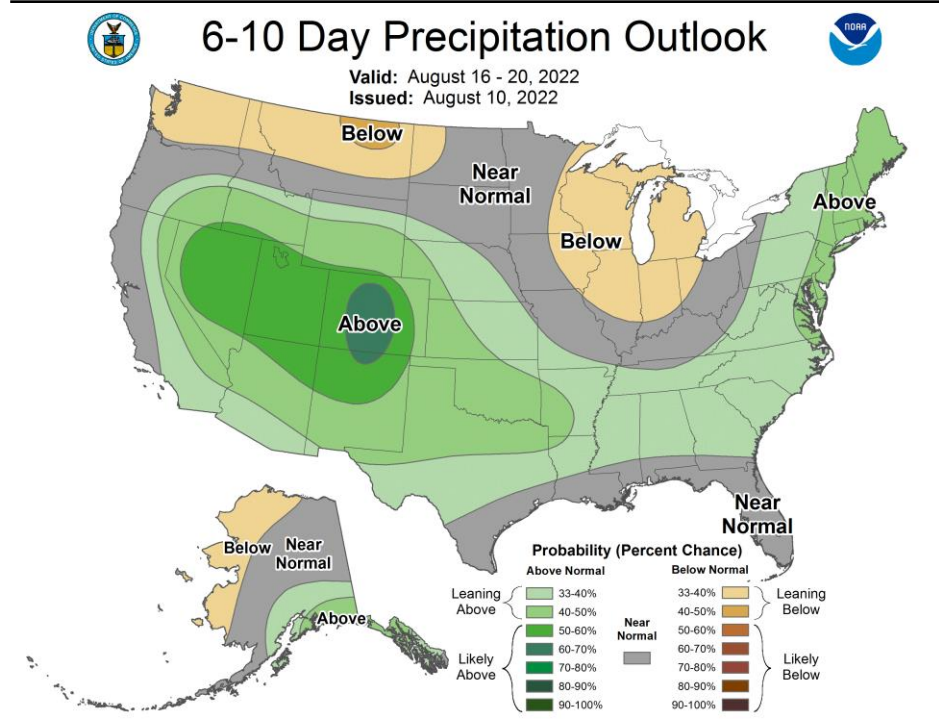 6-10 Day Precipitation Outlook
NOAA
Valid: August 16 - 20, 2022
Issued: August 10, 2022
Below
Near
Normal
Above
Below
Above
Near
Normal
Below
Near
Normal
Above
Probability (Percent Chance)
Above Normal
Below Normal
Leaning
Above
33-40%
40-50%
Likely
Above
50-60%
60-70%
70-80%
80-90%
90-100%
Near
Normal
33-40%
40-50%
Leaning
Below
50-60%
60-70%
70-80%
80-90%
90-100%
Likely
Below